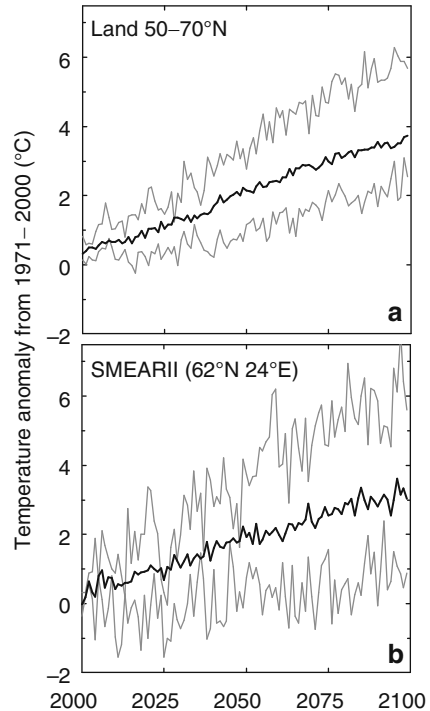 Temperature anomaly from 1971–2000 (°C)
Land 50–70°N
6
4
2
0
–2
a
SMEARII (62°N 24°E)
6
4
2
0
–2
b
2000 2025 2050 2075 2100